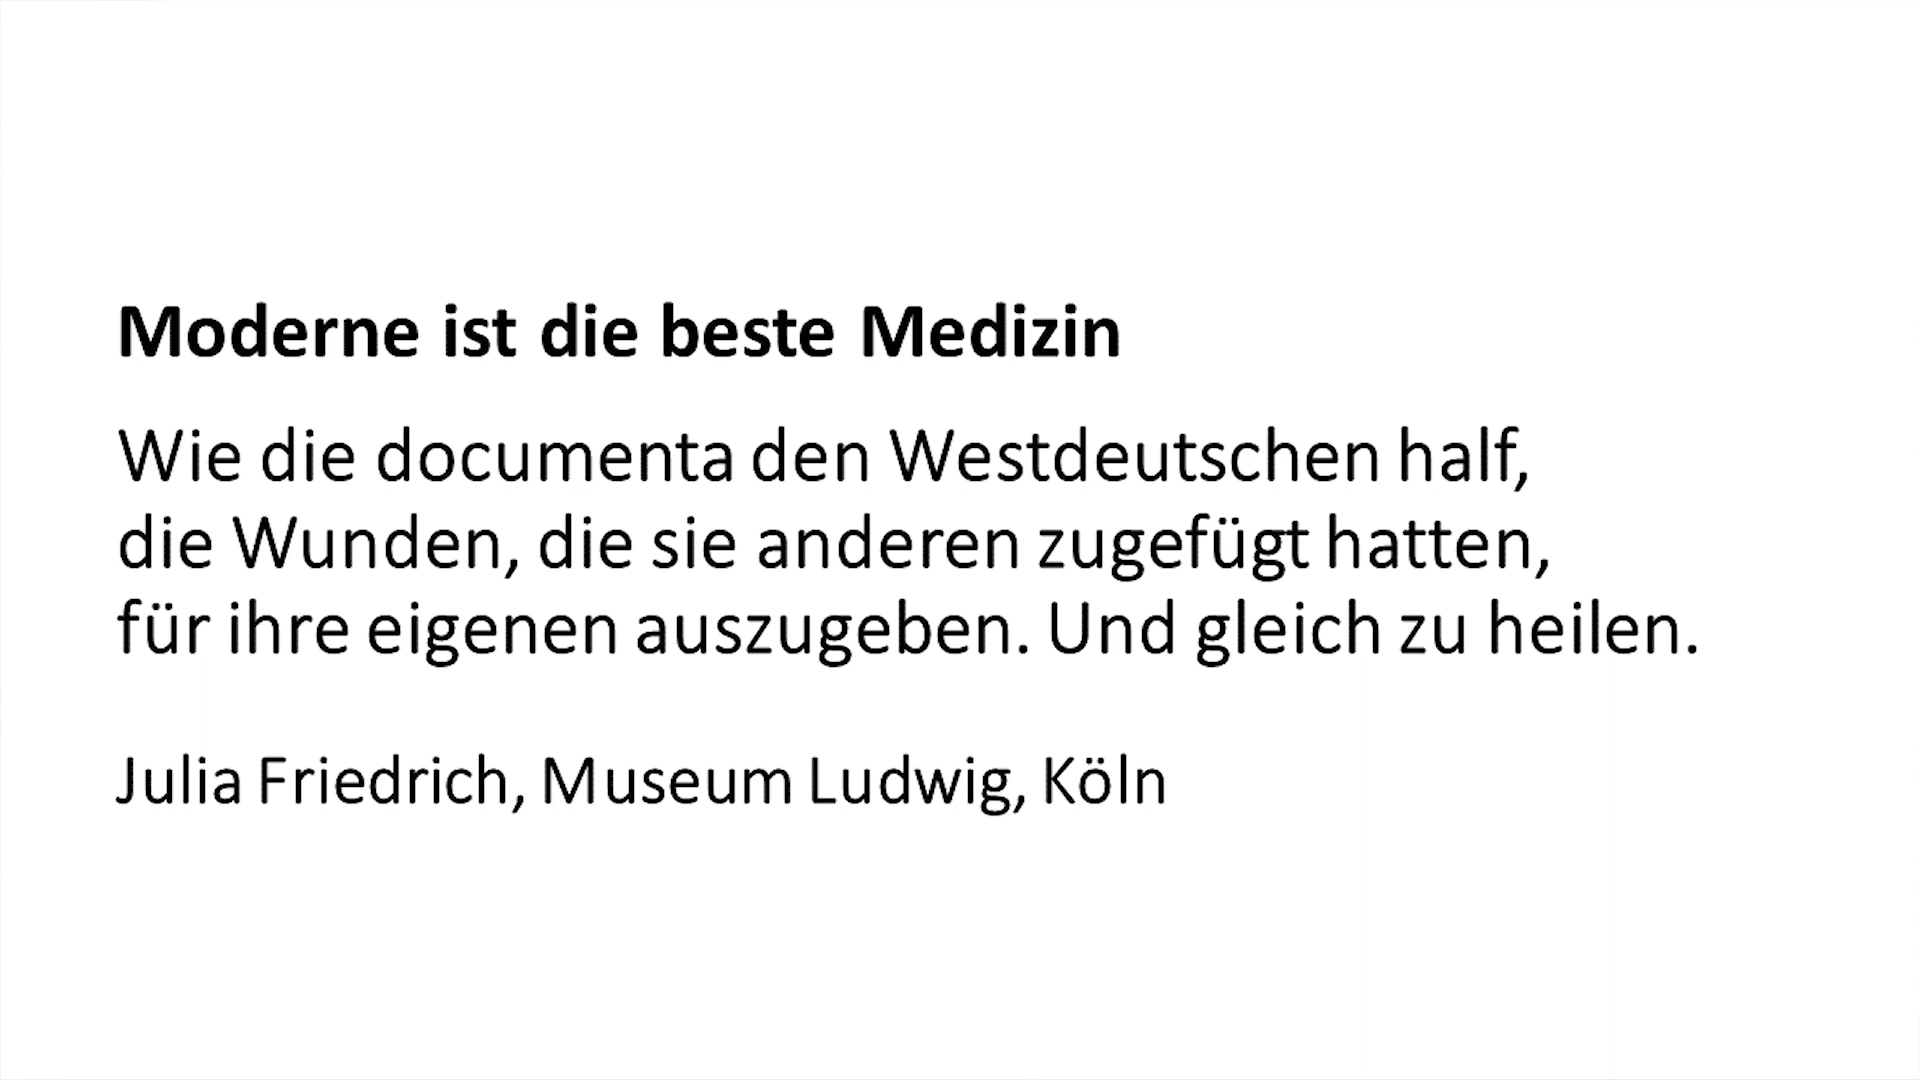 Moderne ist die beste Medizin
Wie die documenta den Westdeutschen half,
die Wunden, die sie anderen zugefügt hatten,
für ihre eigenen auszugeben. Und gleich zu heilen.
Julia Friedrich, Museum Ludwig, Köln